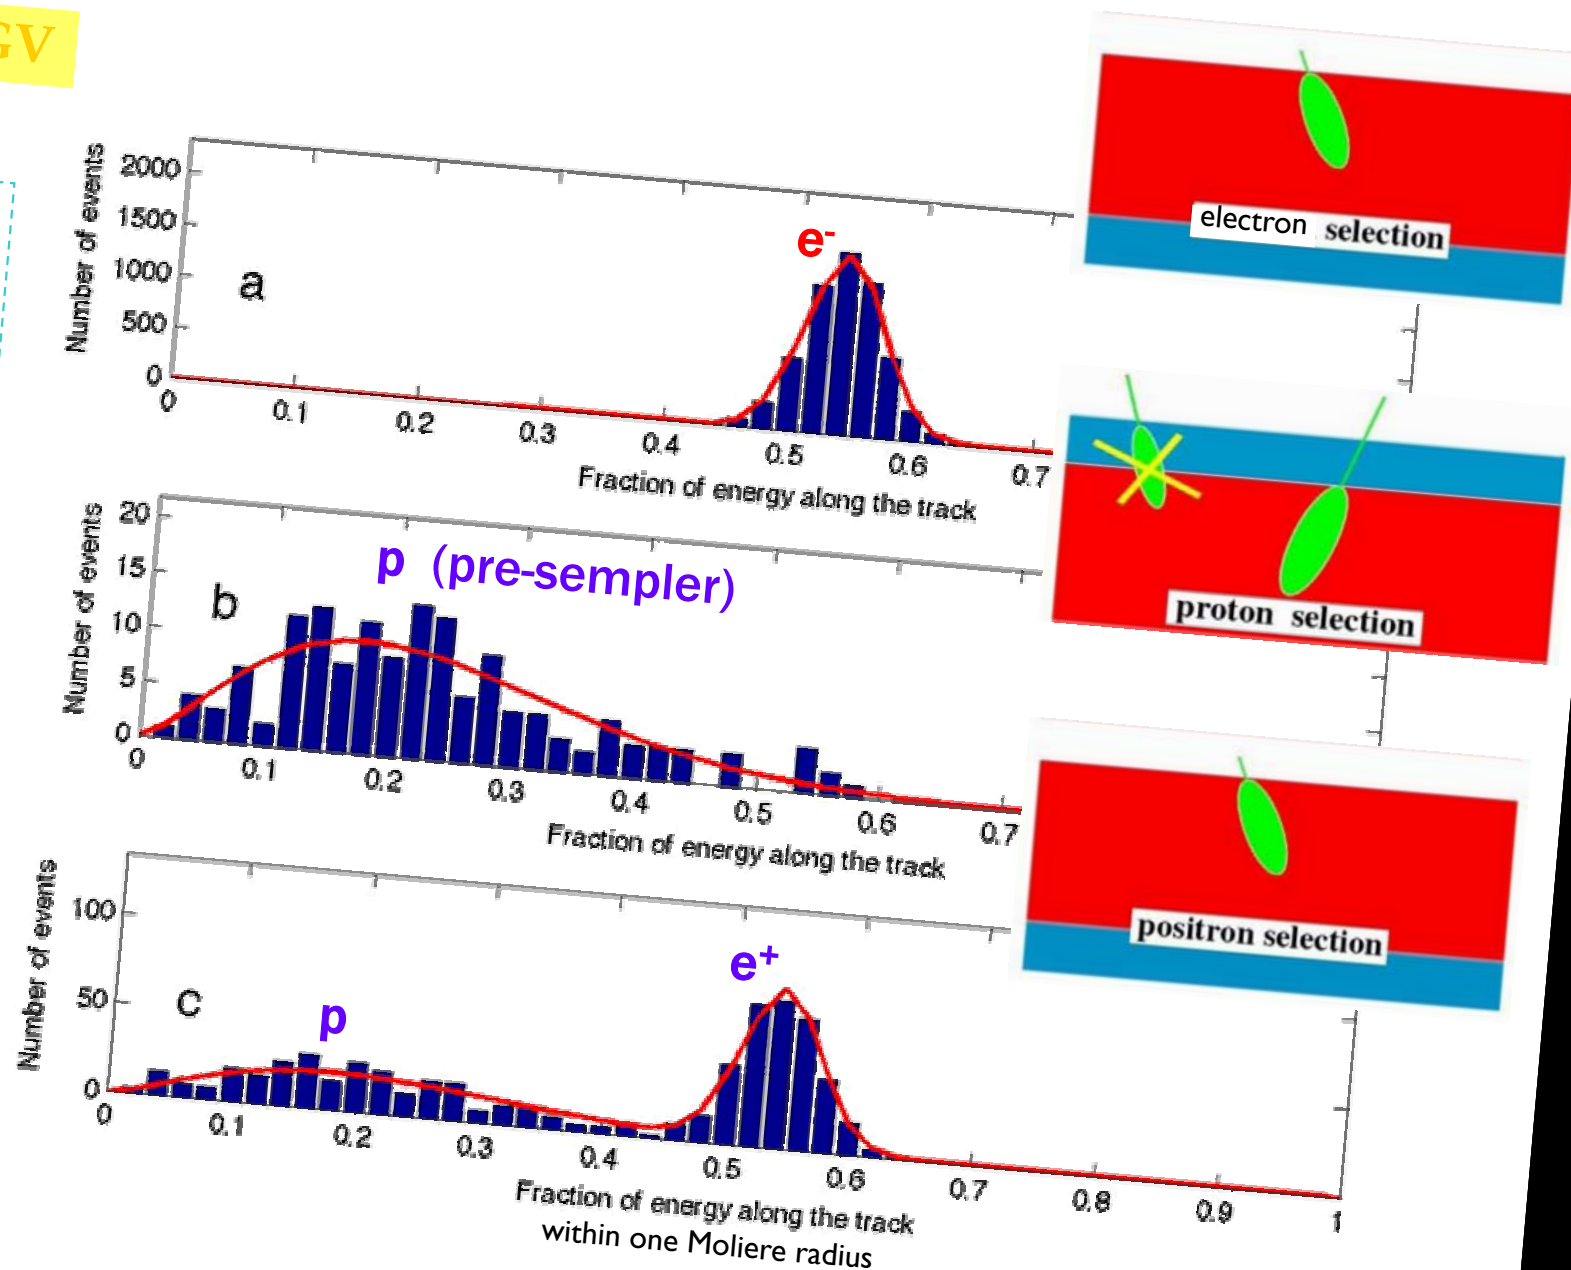 GV
2000
1500
1000
500
0
Number of events
a
e-
0 0.1 0.2 0.3 0.4 0.5 0.6 0.7
Fraction of energy along the track
electron selection
20
15
10
5
0
Number of events
b
p (pre-sempler)
0 0.1 0.2 0.3 0.4 0.5 0.6 0.7
Fraction of energy along the track
proton selection
100
50
0
Number of events
c
p
e+
0 0.1 0.2 0.3 0.4 0.5 0.6 0.7 0.8 0.9 1
Fraction of energy along the track
within one Moliere radius
positron selection